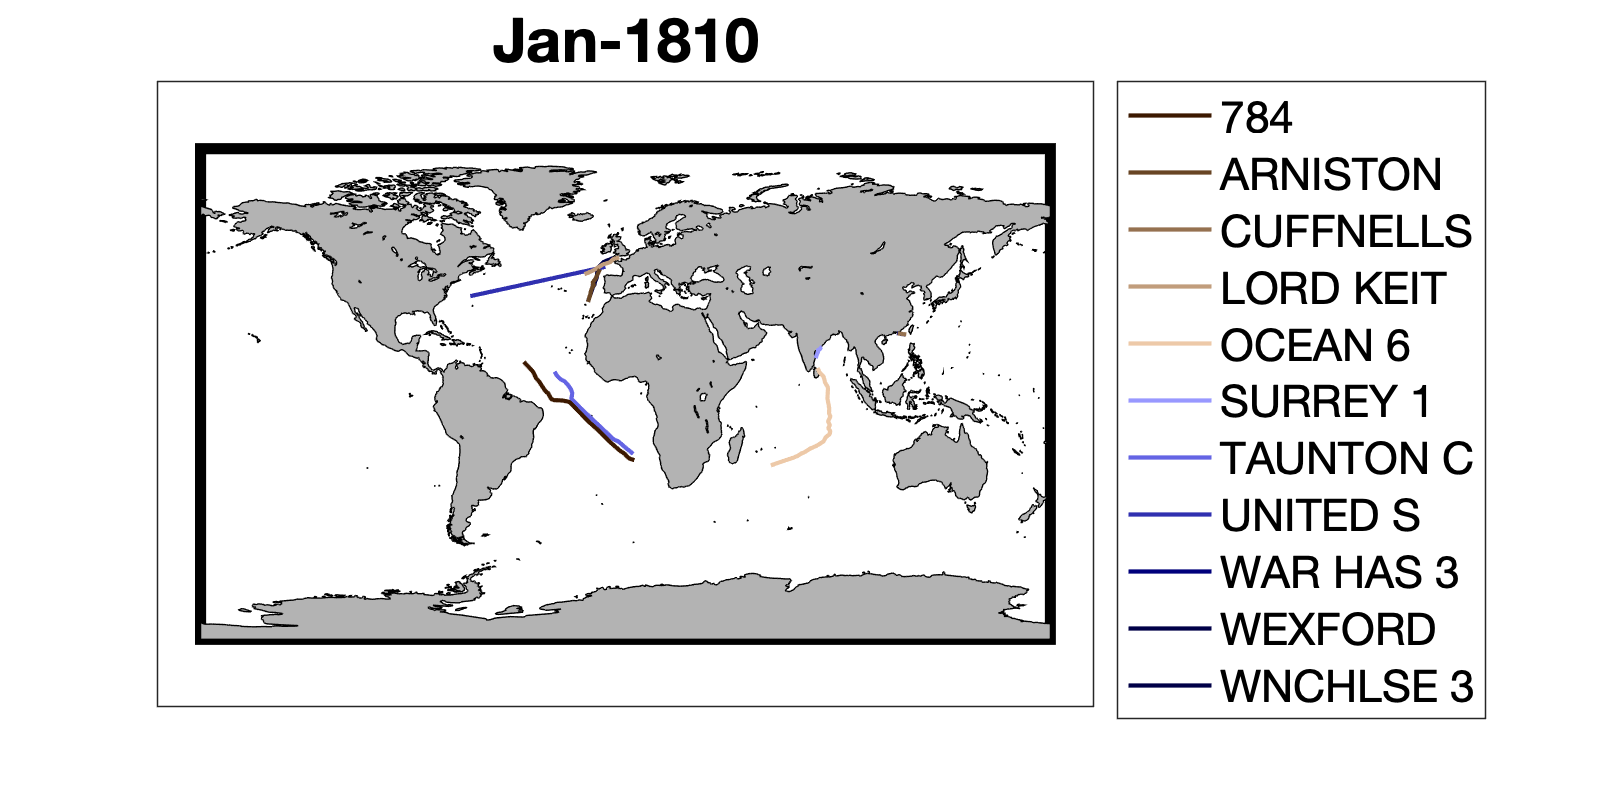 Jan-1810
784
ARNISTON
CUFFNELLS
LORD KEIT
OCEAN 6
SURREY 1
TAUNTON C
UNITED S
WAR HAS 3
WEXFORD
WNCHLSE 3